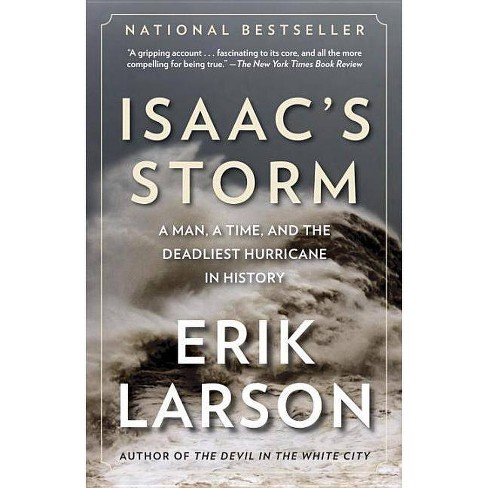 NATIONAL BESTSELLER
"A gripping account . . . fascinating to its core, and all the more
compelling for being true." —The New York Times Book Review
ISAAC'S
STORM
A MAN, A TIME, AND THE
DEADLIEST HURRICANE
IN HISTORY
ERIK
LARSON
AUTHOR OF THE DEVIL IN THE WHITE CITY